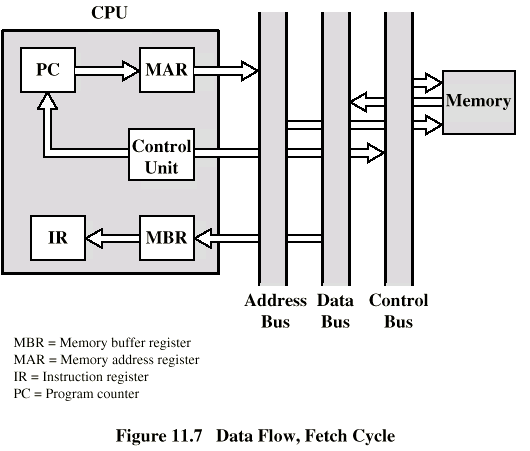 CPU
PC
MAR
Memory
Control
Unit
IR
MBR
Address Data Control
Bus Bus Bus
MBR = Memory buffer register
MAR = Memory address register
IR = Instruction register
PC = Program counter
Figure 11.7 Data Flow, Fetch Cycle